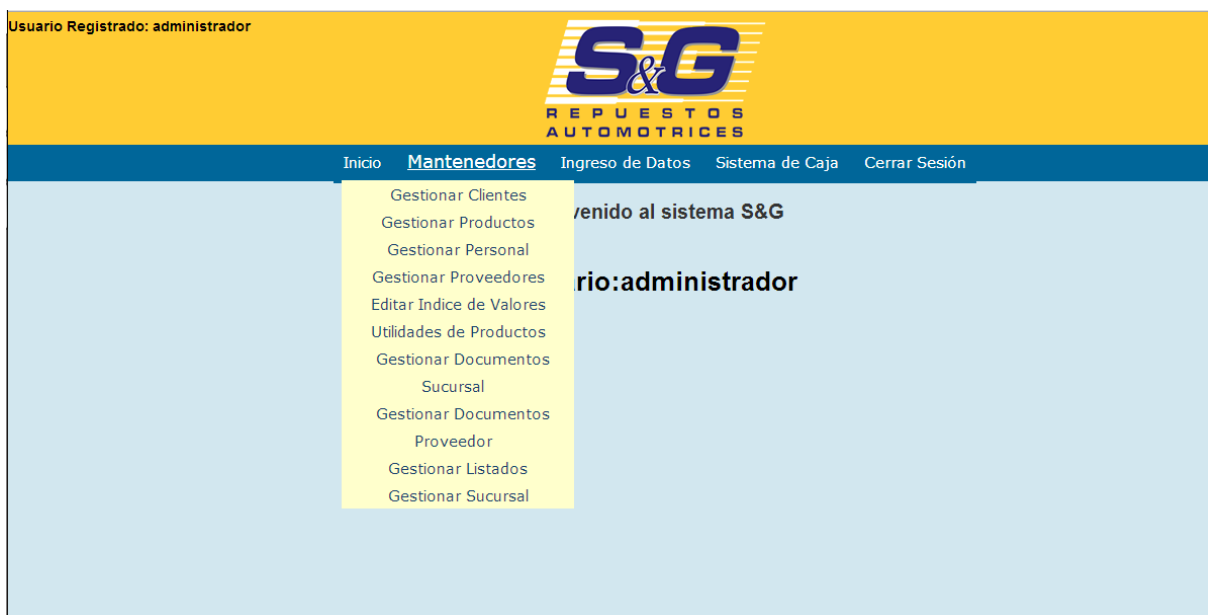 Usuario Registrado: administrador
S&G
REPUESTOS
AUTOMOTRICES
Inicio Mantenedores Ingreso de Datos Sistema de Caja Cerrar Sesión
Gestionar Clientes
venido al sistema S&G
Gestionar Productos
Gestionar Personal
Gestionar Proveedores
rio:administrador
Editar Indice de Valores
Utilidades de Productos
Gestionar Documentos
Sucursal
Gestionar Documentos
Proveedor
Gestionar Listados
Gestionar Sucursal